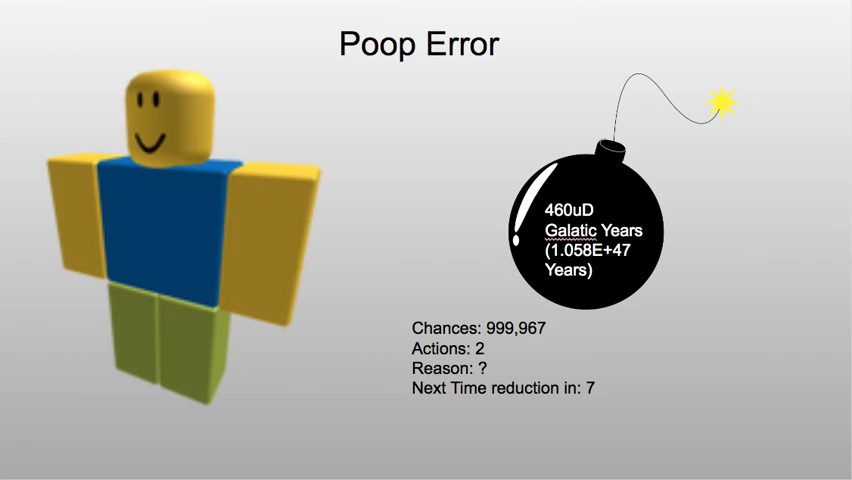 Poop Error
460uD
Galatic Years
(1.058E+47
Years)
Chances: 999,967
Actions: 2
Reason: ?
Next Time reduction in: 7